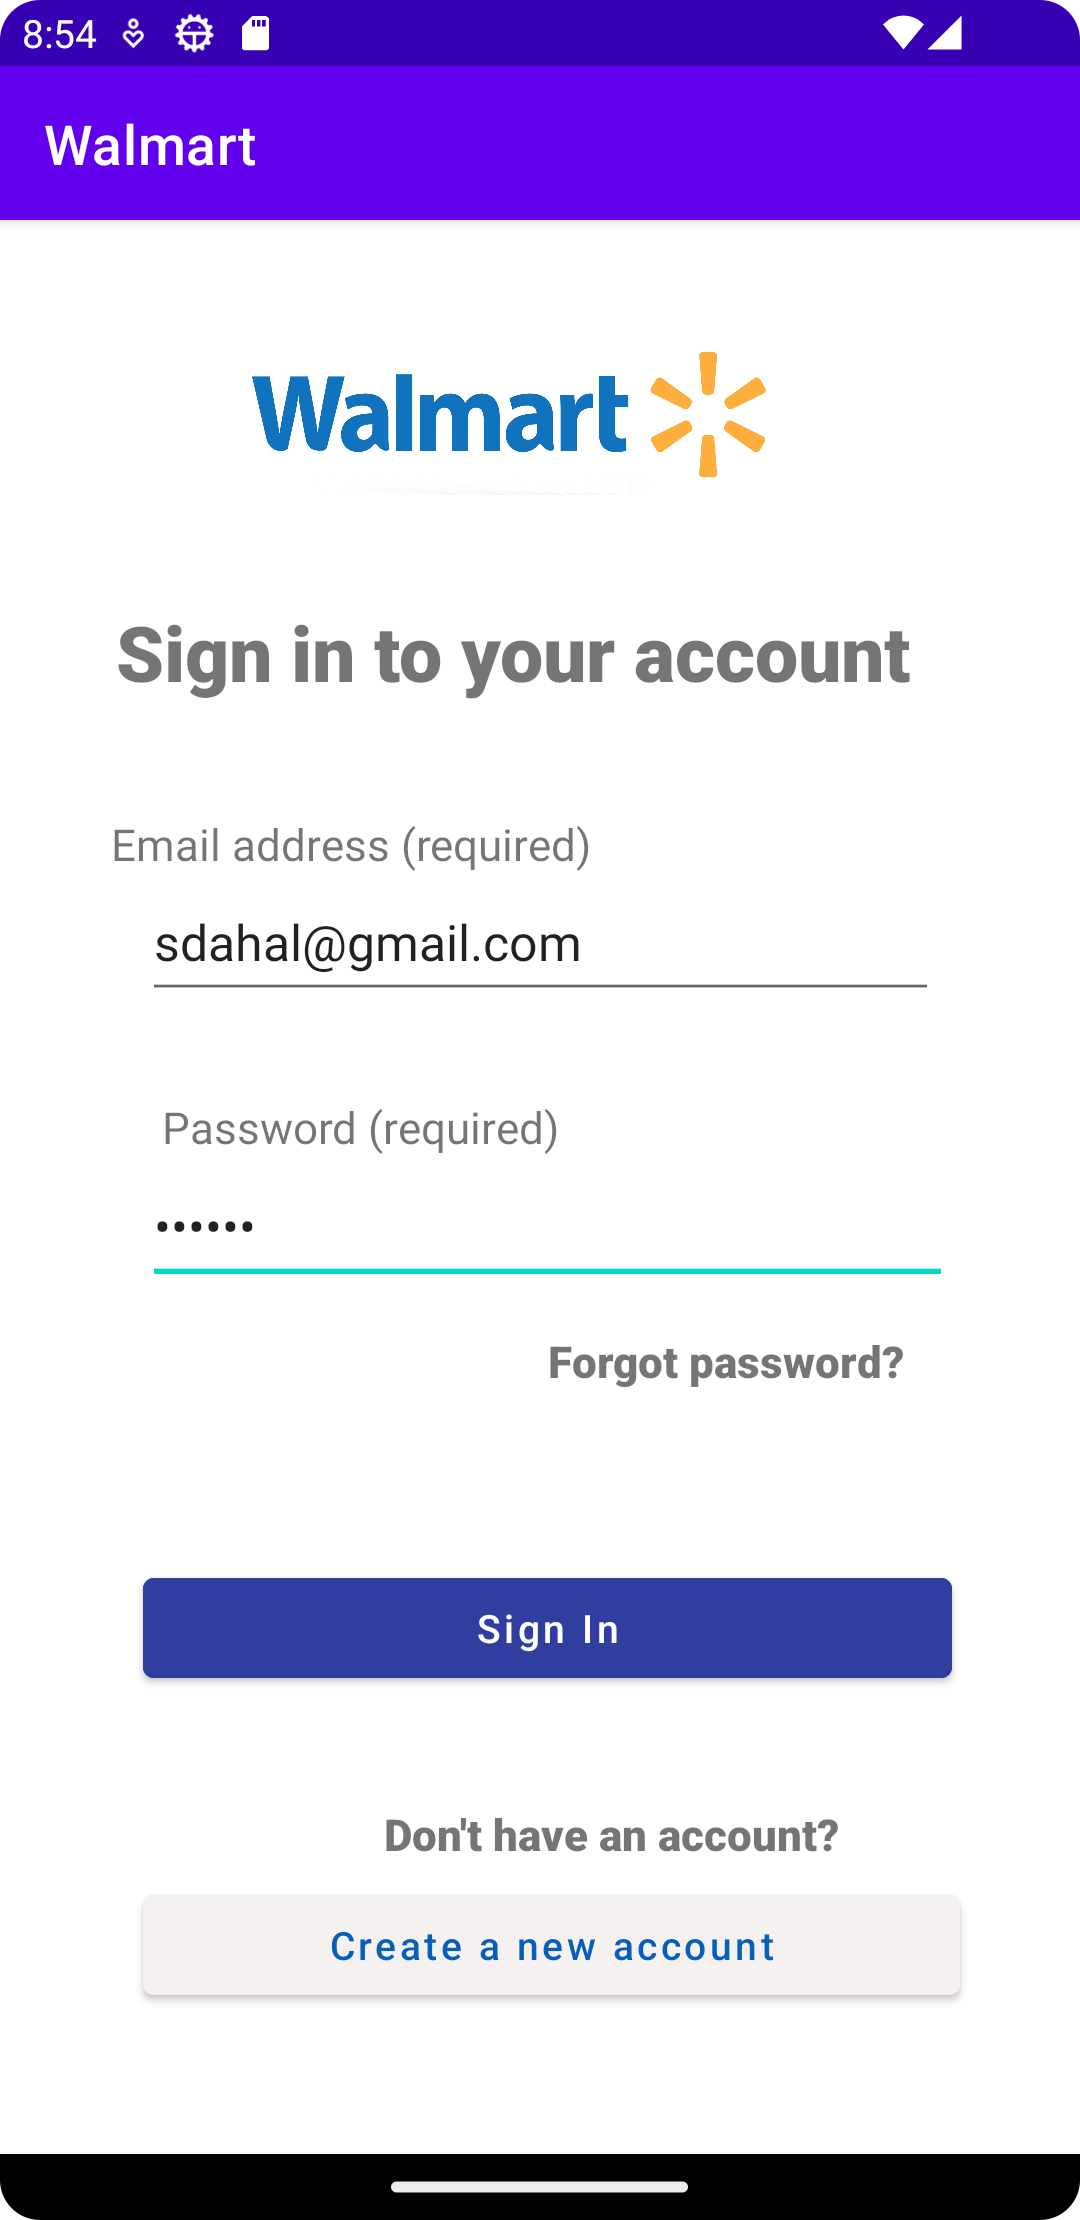 8:54
Walmart
Walmart
Sign in to your account
Email address (required)
sdahal@gmail.com
Password (required)
••••••
Forgot password?
Sign In
Don't have an account?
Create a new account